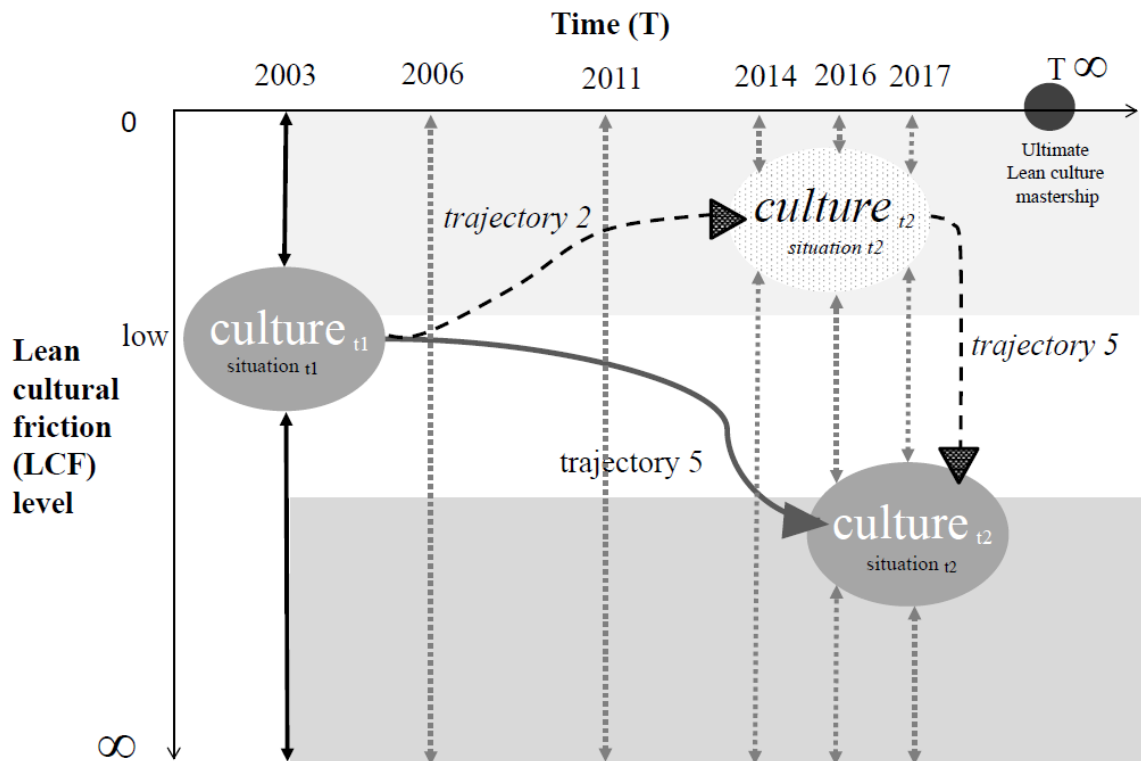 Time (T)
2003 2006 2011 2014 2016 2017 T ∞
0
Ultimate
Lean culture
mastership
trajectory 2
culture t2
situation t2
low
culture t1
situation t1
trajectory 5
Lean
cultural
friction
(LCF)
level
trajectory 5
culture t2
situation t2
∞